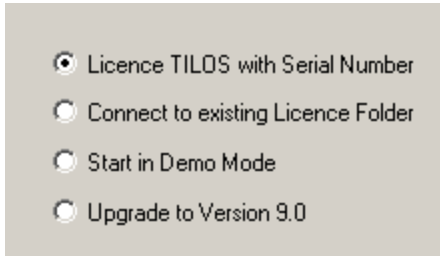 Licence TILOS with Serial Number
Connect to existing Licence Folder
Start in Demo Mode
Upgrade to Version 9.0